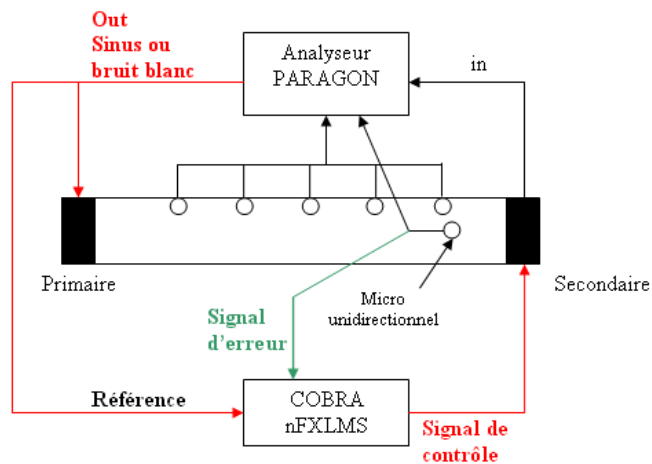 Out
Sinus ou
bruit blanc
Analyseur
PARAGON
in
Primaire
Secondaire
Micro
unidirectionnel
Signal
d'erreur
Référence
COBRA
nFXLMS
Signal de
contrôle